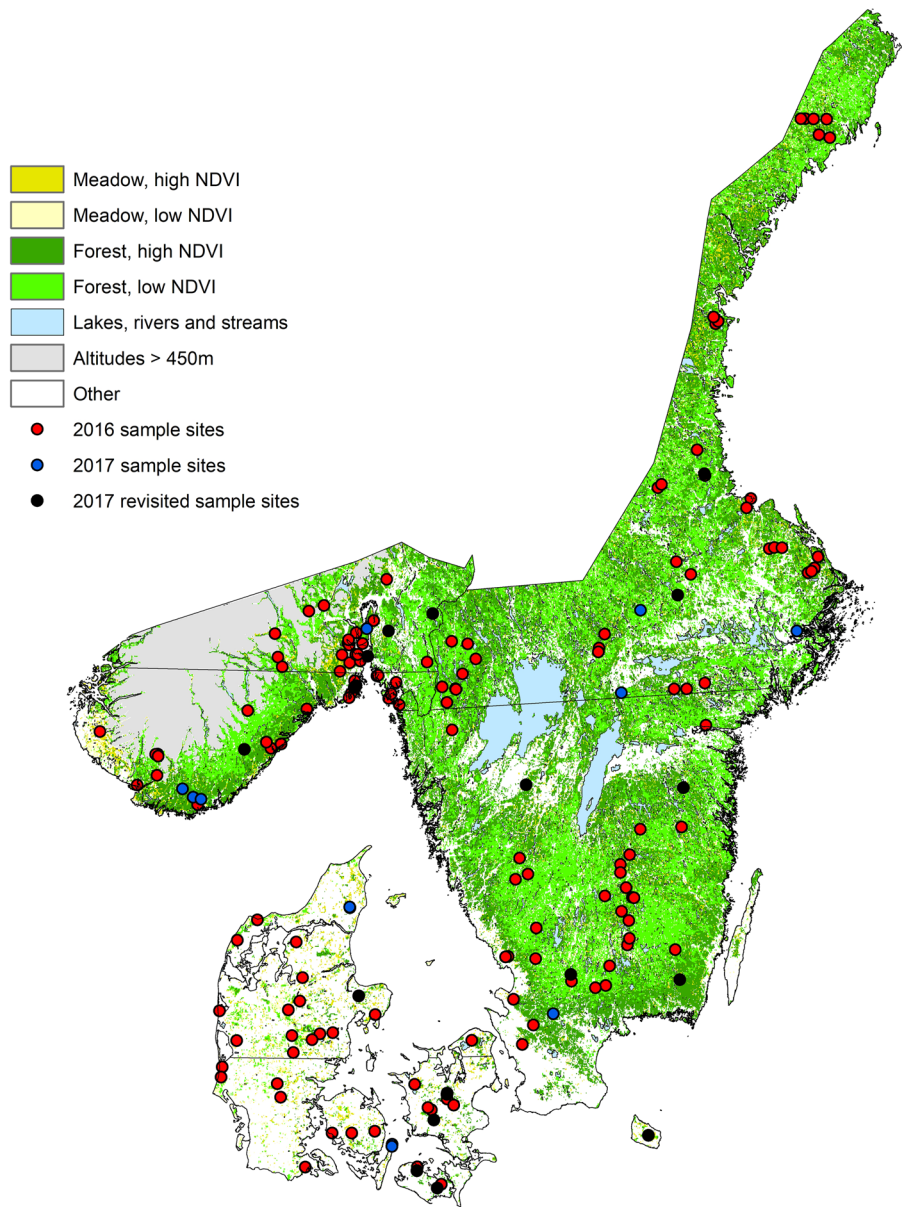 Meadow, high NDVI
Meadow, low NDVI
Forest, high NDVI
Forest, low NDVI
Lakes, rivers and streams
Altitudes > 450m
Other
2016 sample sites
2017 sample sites
2017 revisited sample sites